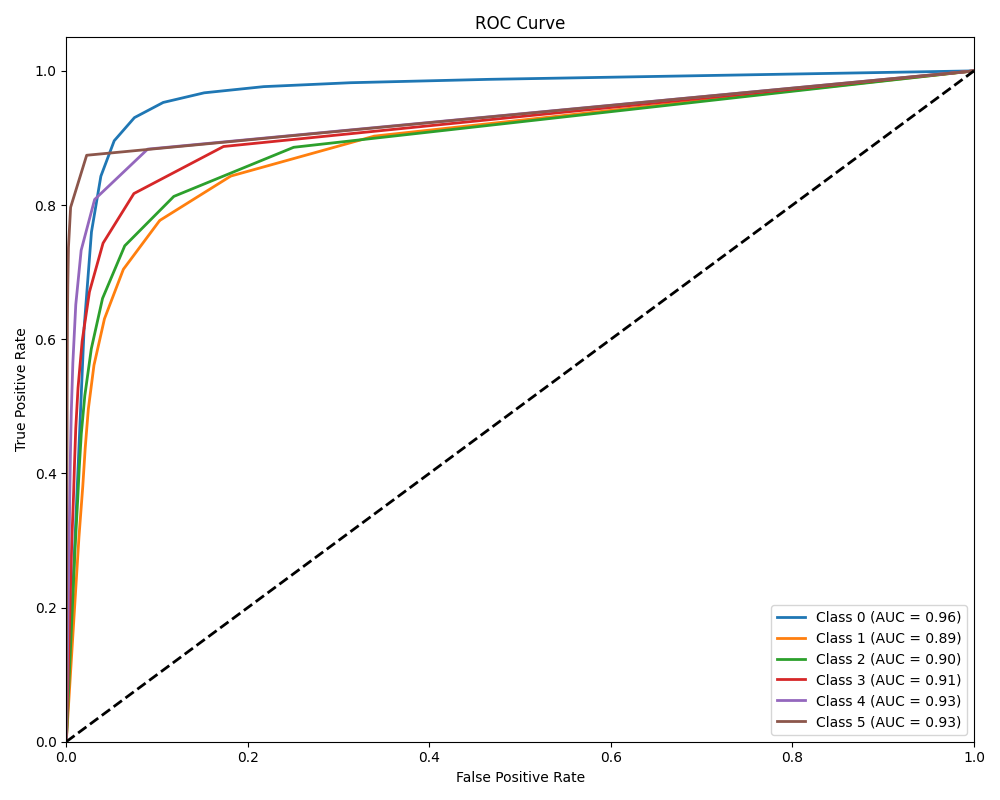 ROC Curve
True Positive Rate
1.0
0.8
0.6
0.4
0.2
0.0
Class 0 (AUC = 0.96)
Class 1 (AUC = 0.89)
Class 2 (AUC = 0.90)
Class 3 (AUC = 0.91)
Class 4 (AUC = 0.93)
Class 5 (AUC = 0.93)
0.0 0.2 0.4 0.6 0.8 1.0
False Positive Rate